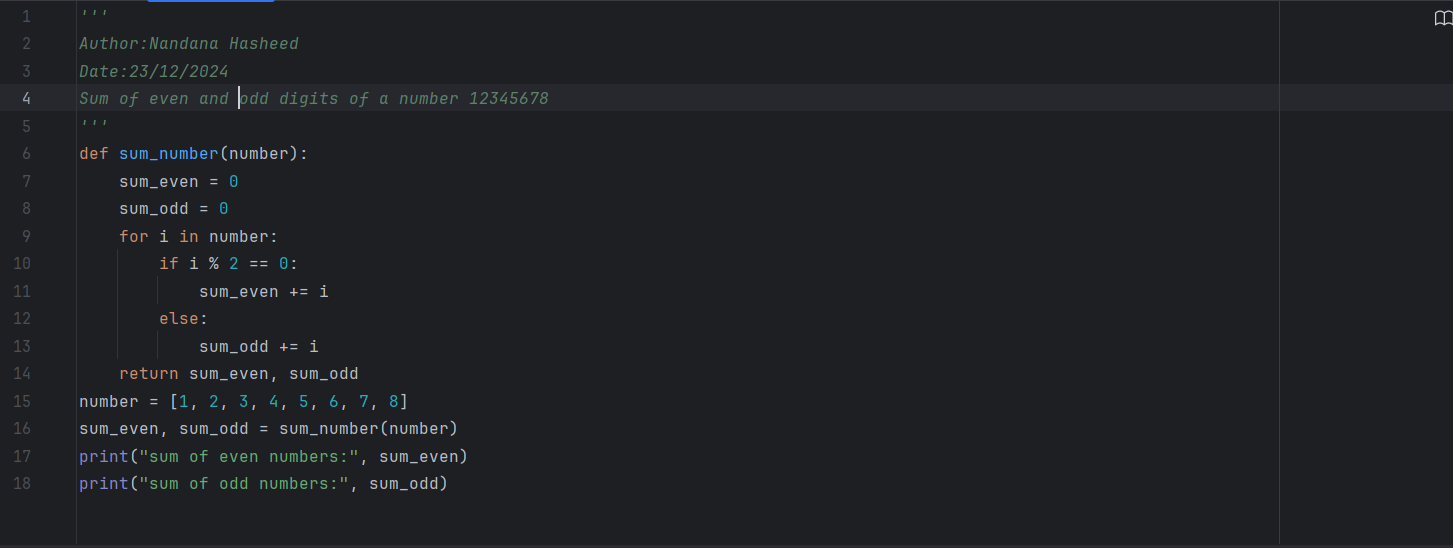 1 '''
2 Author:Nandana Hasheed
3 Date:23/12/2024
4 Sum of even and odd digits of a number 12345678
5 '''
6 def sum_number(number):
7     sum_even = 0
8     sum_odd = 0
9     for i in number:
10         if i % 2 == 0:
11             sum_even += i
12         else:
13             sum_odd += i
14     return sum_even, sum_odd
15 number = [1, 2, 3, 4, 5, 6, 7, 8]
16 sum_even, sum_odd = sum_number(number)
17 print("sum of even numbers:", sum_even)
18 print("sum of odd numbers:", sum_odd)